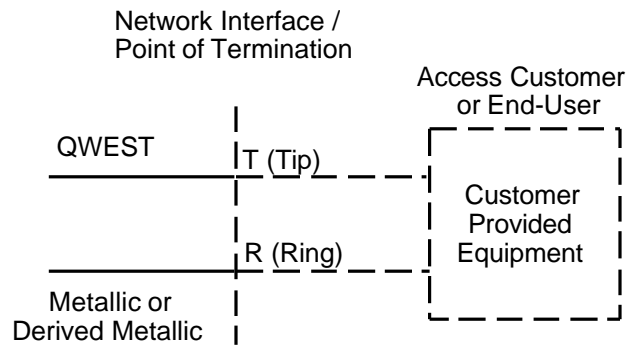 Network Interface /
Point of Termination
Access Customer
or End-User
QWEST
T (Tip)
Customer
Provided
Equipment
R (Ring)
Metallic or
Derived Metallic